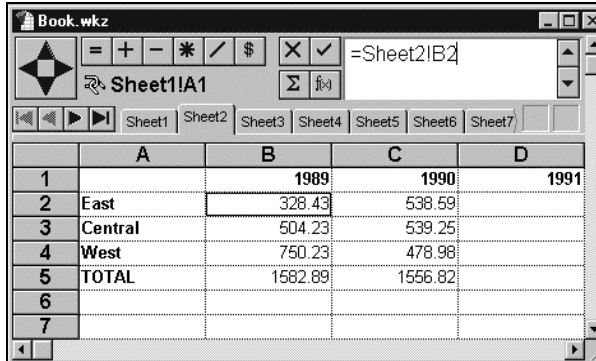 Book.wkz
= + − * / $ X ✓ =Sheet2!B2
Sheet1!A1 Σ f(x)
Sheet1 Sheet2 Sheet3 Sheet4 Sheet5 Sheet6 Sheet7
A B C D
1 1989 1990 1991
2 East 328.43 538.59
3 Central 504.23 539.25
4 West 750.23 478.98
5 TOTAL 1582.89 1556.82
6
7